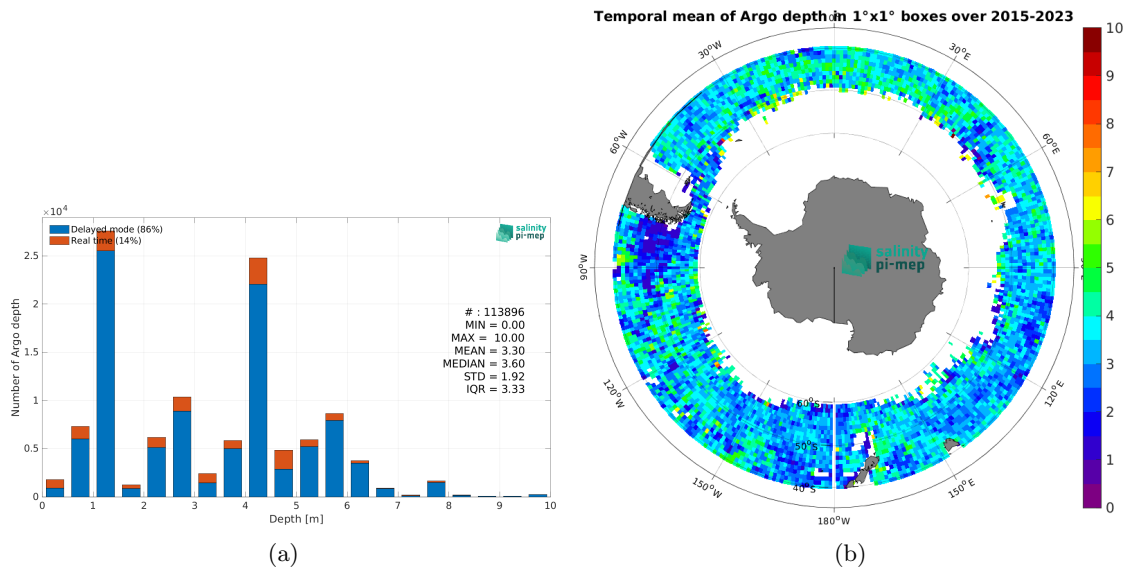 ×10⁴
Delayed mode (86%)
Real time (14%)
salinity
pi-mep
2.5
2
1.5
1
0.5
0
Number of Argo depth
# : 113896
MIN = 0.00
MAX = 10.00
MEAN = 3.30
MEDIAN = 3.60
STD = 1.92
IQR = 3.33
0 1 2 3 4 5 6 7 8 9 10
Depth [m]
(a)
Temporal mean of Argo depth in 1°x1° boxes over 2015-2023
30°W
30°E
60°W
60°E
90°W
120°W
120°E
150°W
150°E
180°W
60°S
50°S
40°S
salinity
pi-mep
10
9
8
7
6
5
4
3
2
1
0
(b)